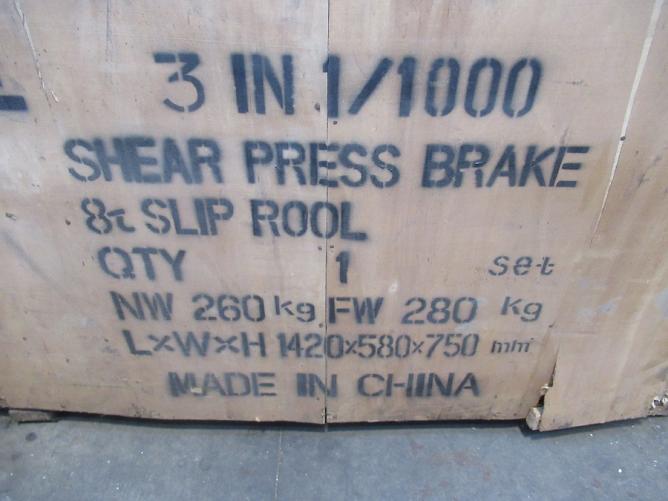 3 IN 1/1000
SHEAR PRESS BRAKE
8τ SLIP ROOL
QTY 1 set
NW 260 kg FW 280 kg
L×W×H 1420×580×750 mm
MADE IN CHINA